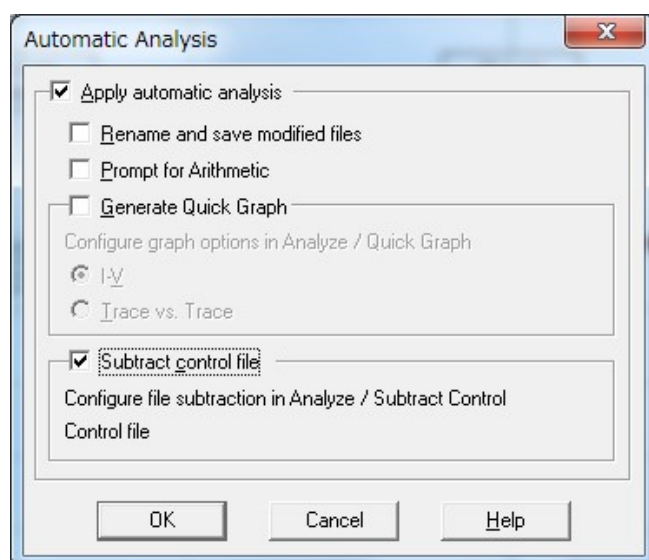 Automatic Analysis
Apply automatic analysis
Rename and save modified files
Prompt for Arithmetic
Generate Quick Graph
Configure graph options in Analyze / Quick Graph
I-V
Trace vs. Trace
Subtract control file
Configure file subtraction in Analyze / Subtract Control
Control file
OK Cancel Help